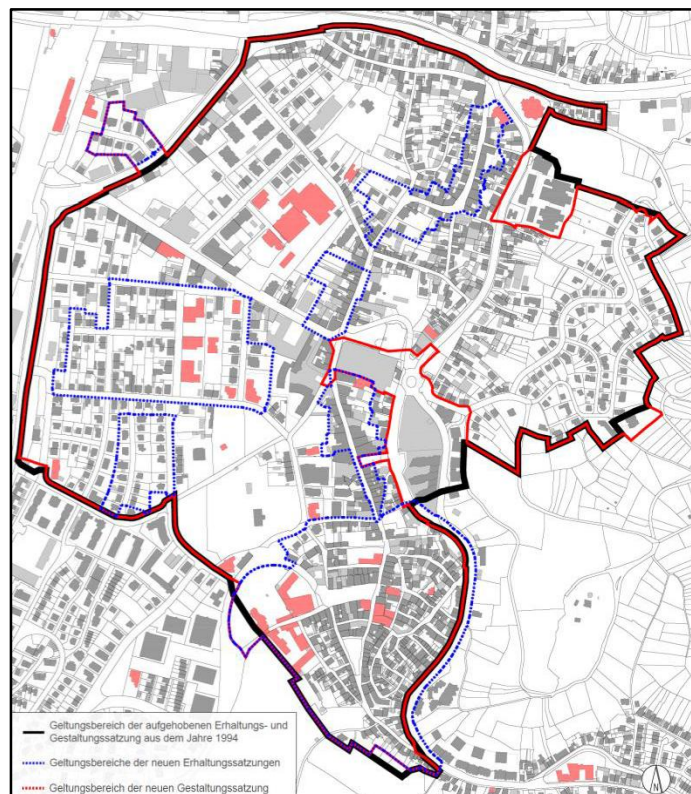 Geltungsbereich der aufgehobenen Erhaltungs- und
Gestaltungssatzung aus dem Jahre 1994
Geltungsbereiche der neuen Erhaltungssatzungen
Geltungsbereich der neuen Gestaltungssatzung
N